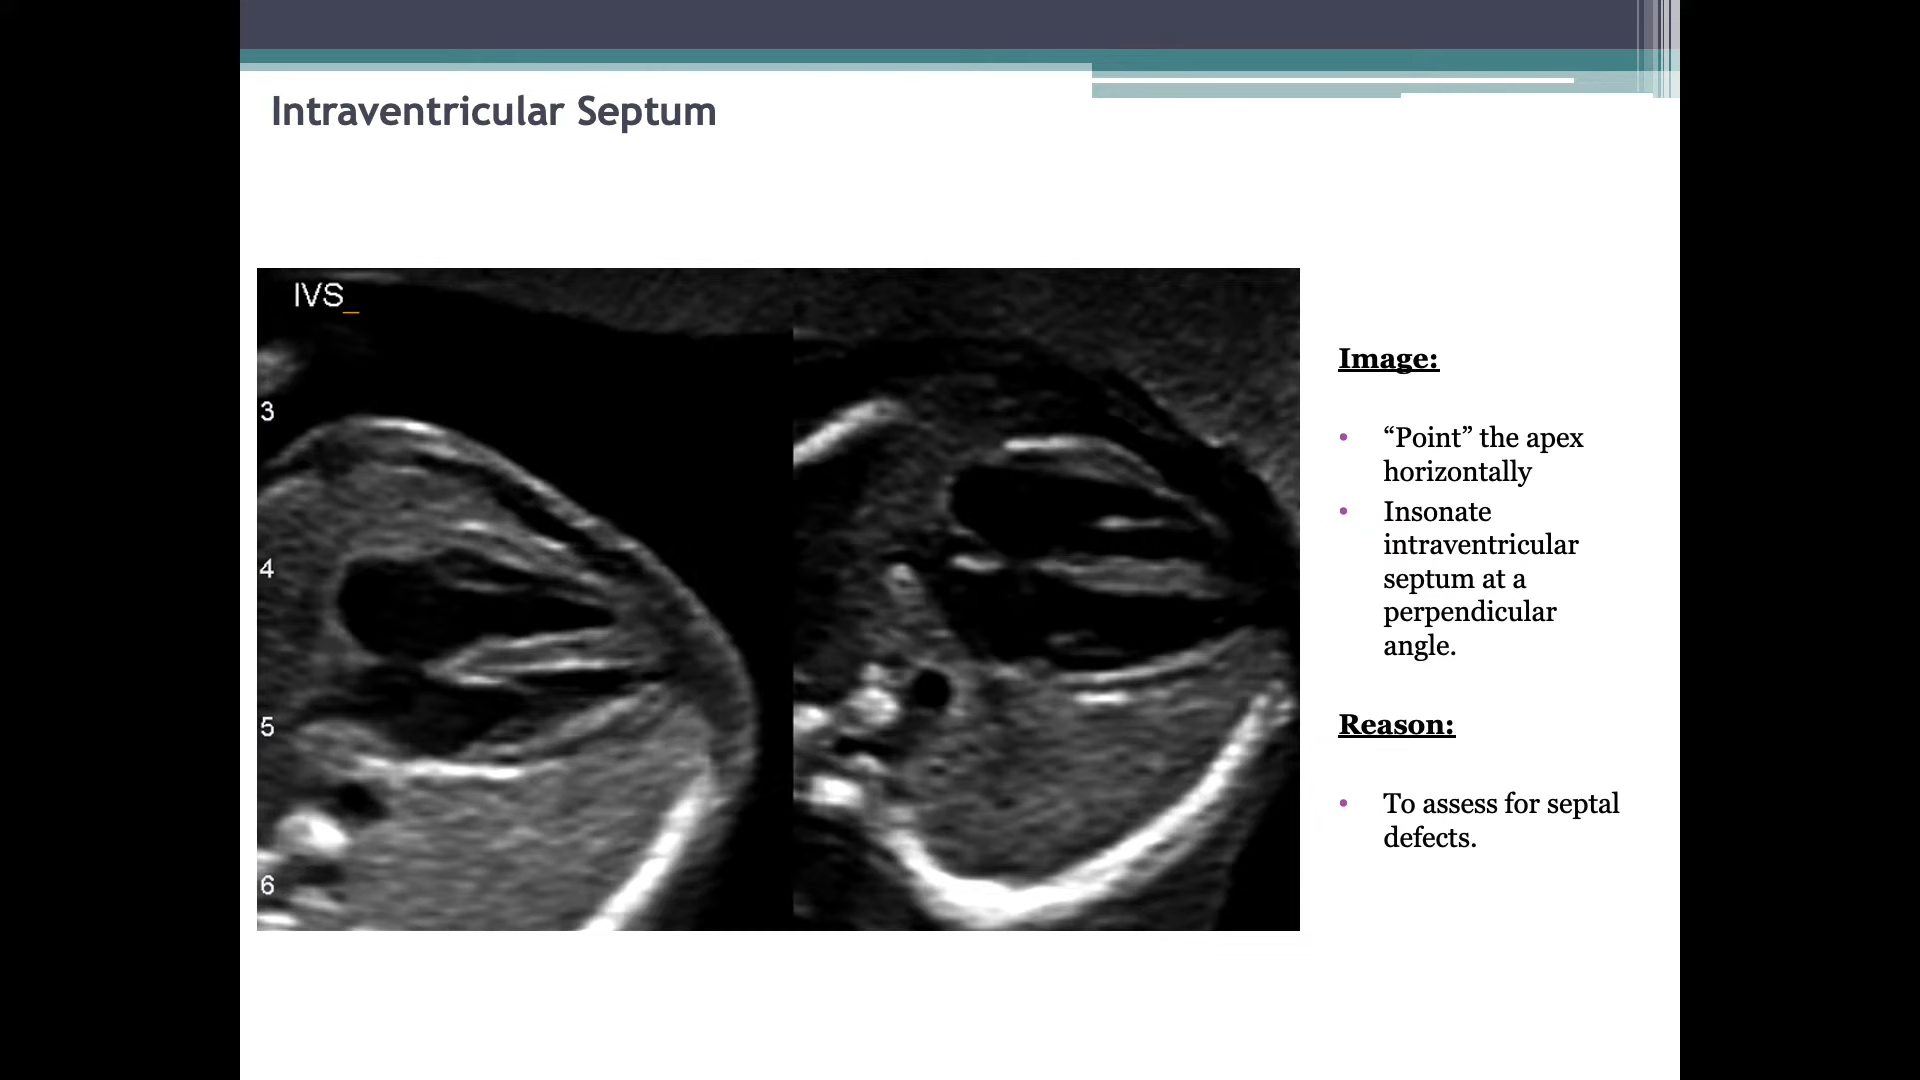 Intraventricular Septum
IVS_
3
4
5
6
Image:
• “Point” the apex
horizontally
• Insonate
intraventricular
septum at a
perpendicular
angle.
Reason:
• To assess for septal
defects.